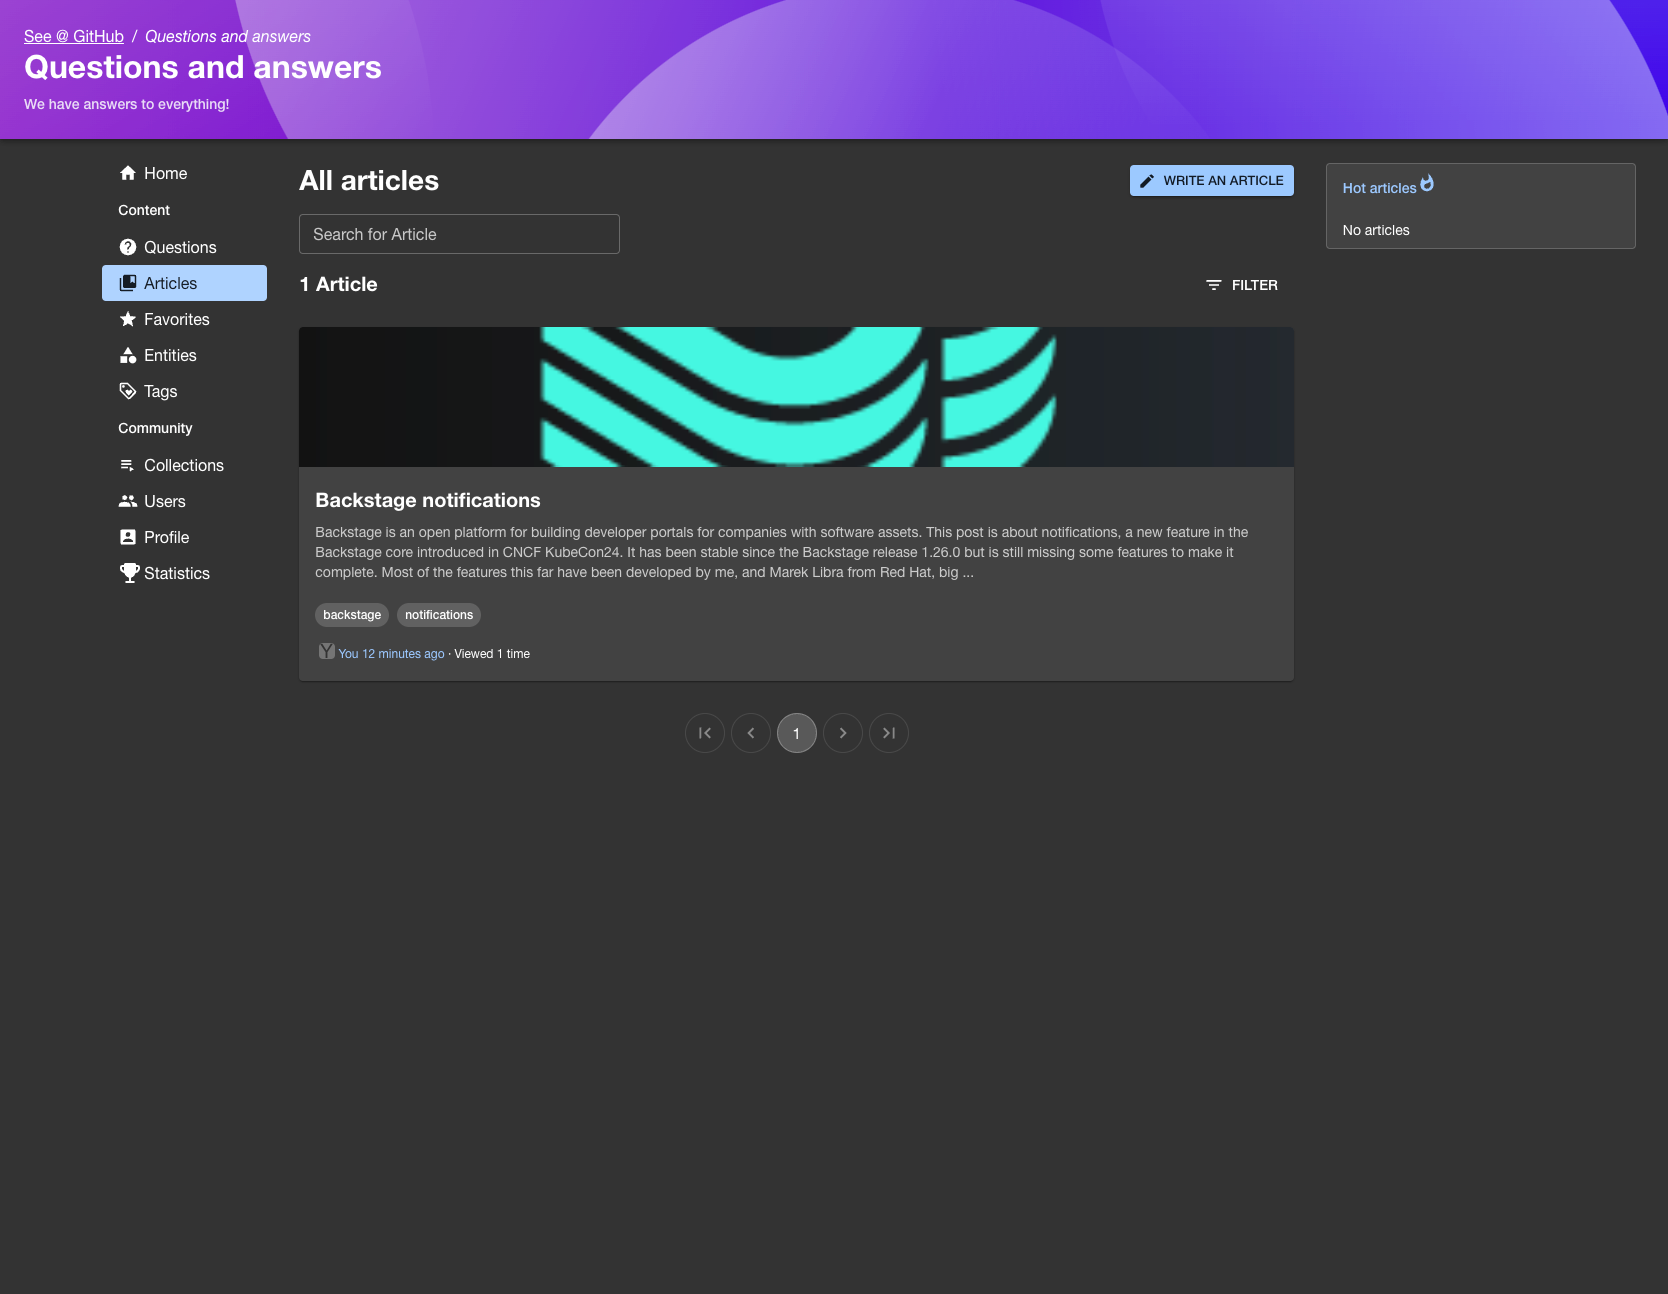 See @ GitHub / Questions and answers
Questions and answers
We have answers to everything!
Home
Content
Questions
Articles
Favorites
Entities
Tags
Community
Collections
Users
Profile
Statistics
All articles
WRITE AN ARTICLE
Search for Article
1 Article
FILTER
Backstage notifications
Backstage is an open platform for building developer portals for companies with software assets. This post is about notifications, a new feature in the
Backstage core introduced in CNCF KubeCon24. It has been stable since the Backstage release 1.26.0 but is still missing some features to make it
complete. Most of the features this far have been developed by me, and Marek Libra from Red Hat, big ...
backstage notifications
Y You 12 minutes ago · Viewed 1 time
1
Hot articles
No articles